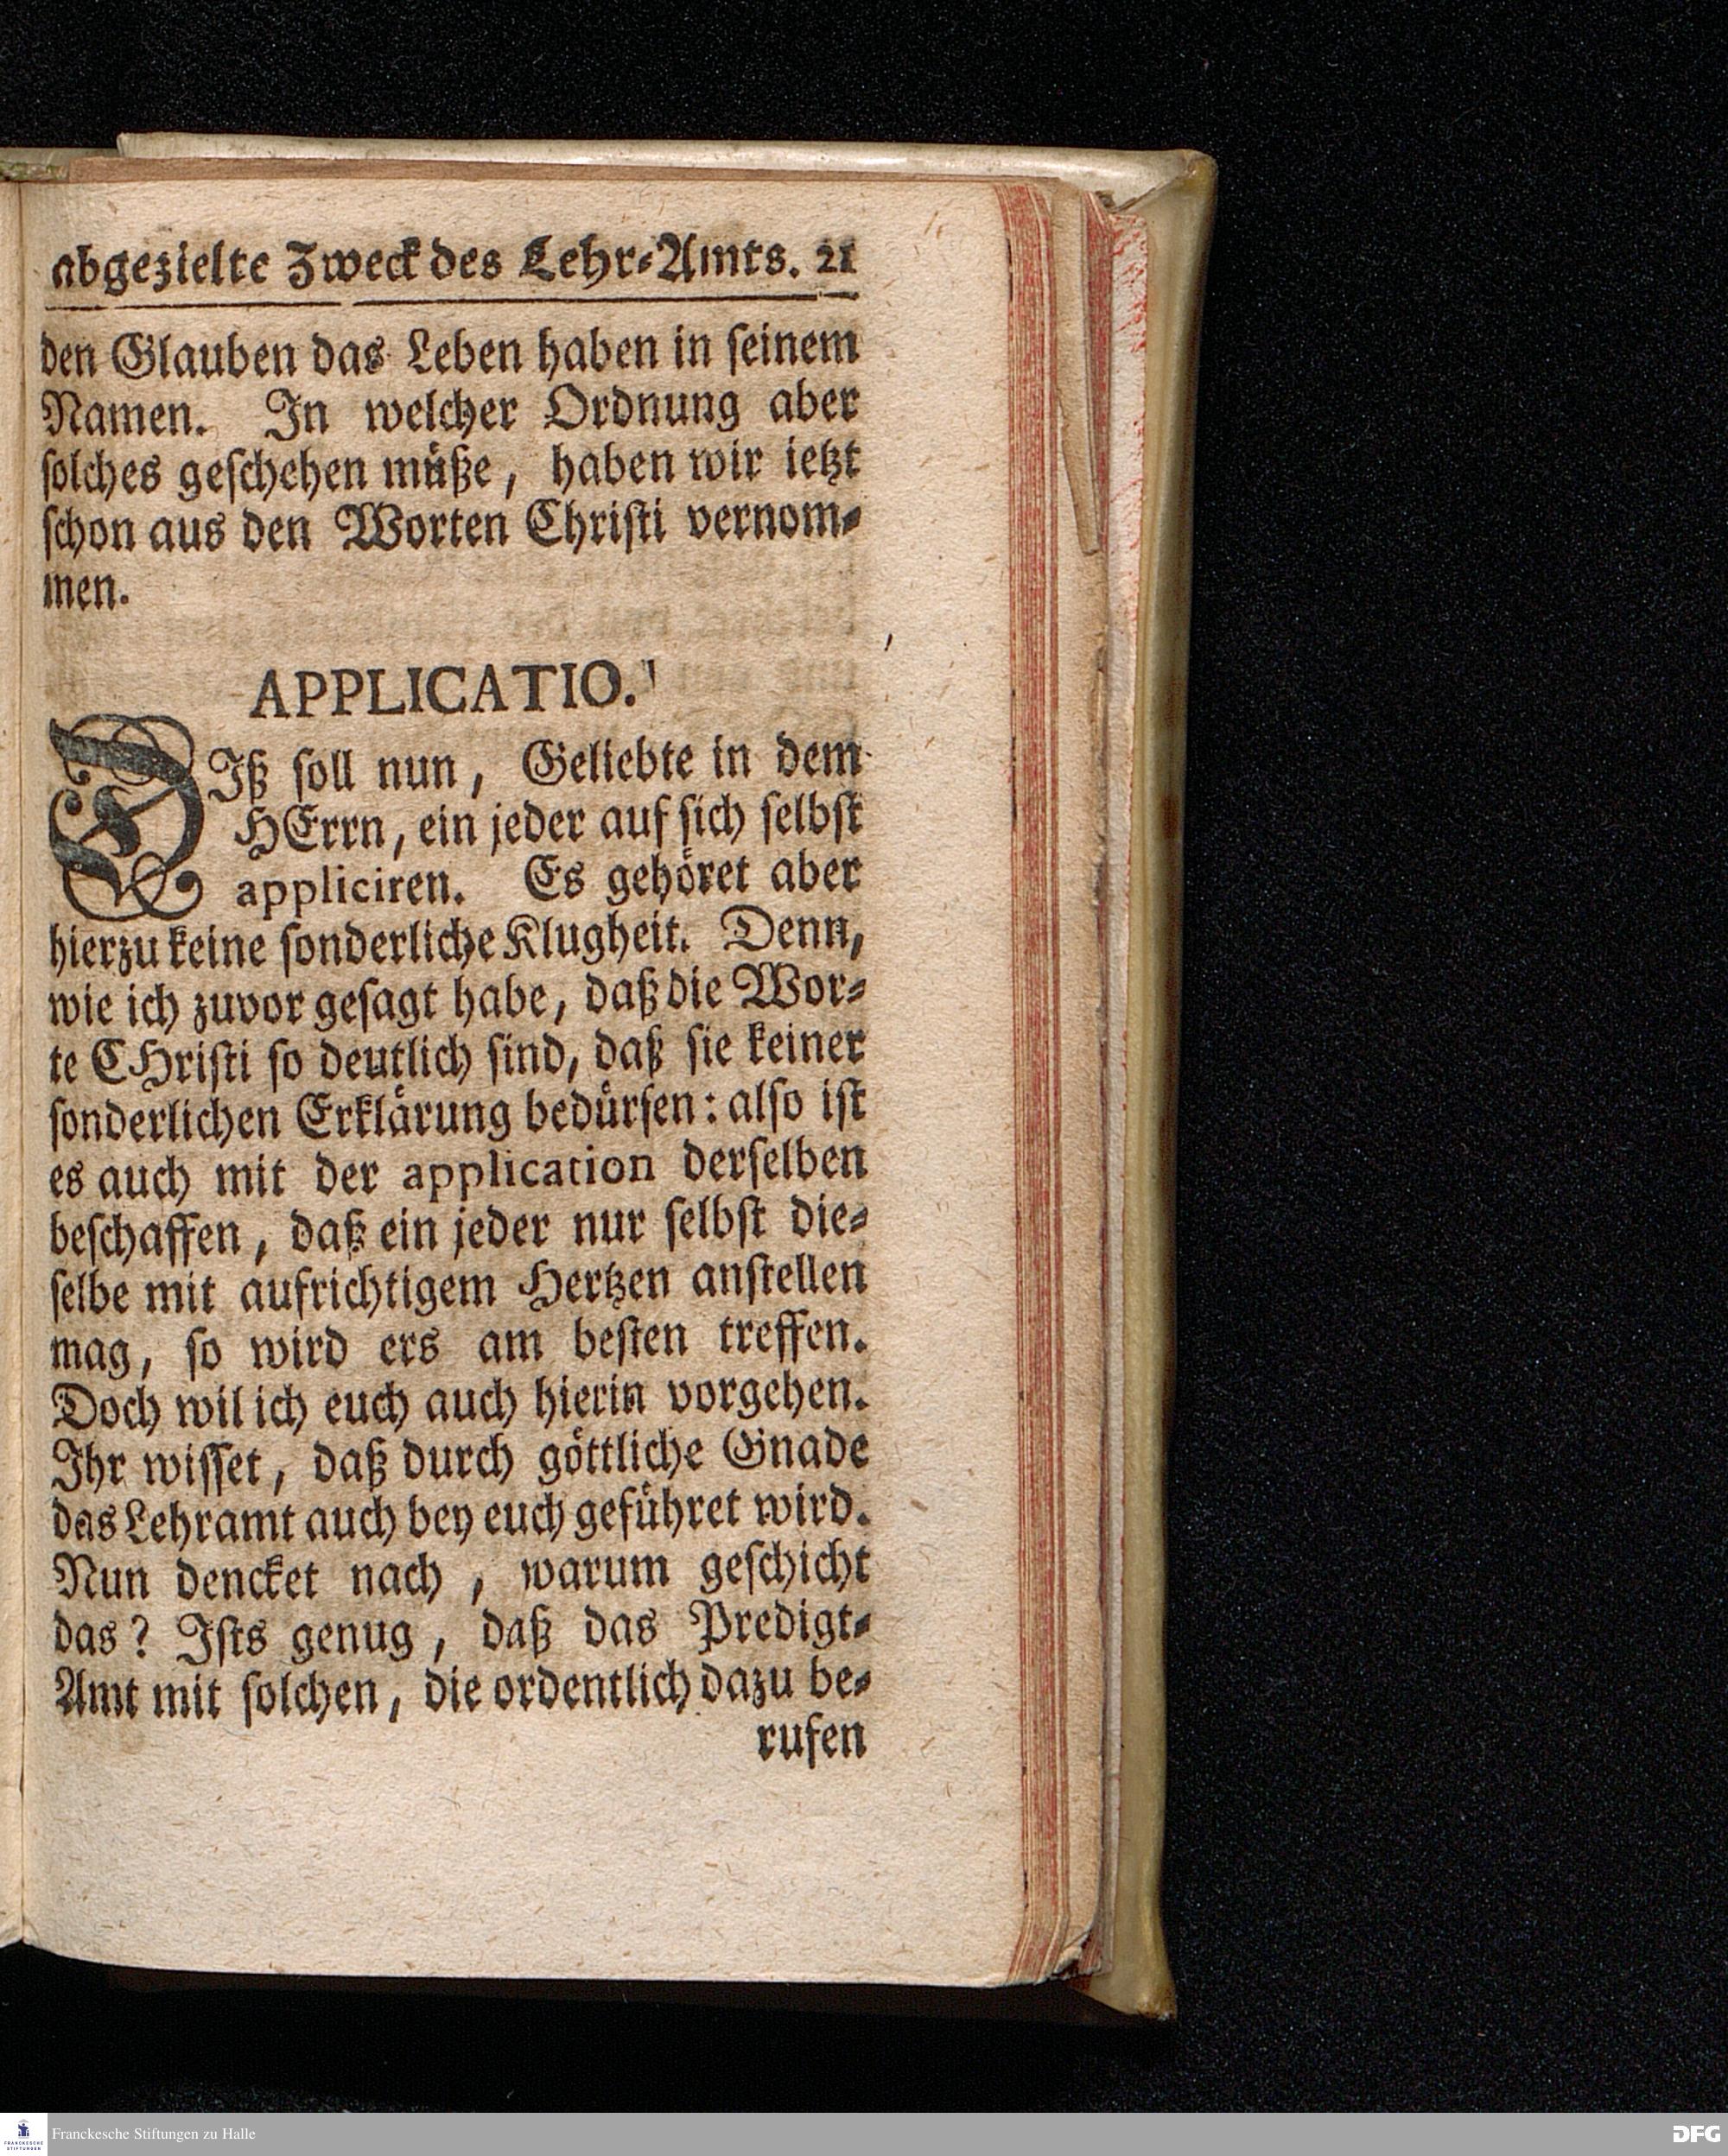 abgezielte Zweck des Lehr-Amts. 21
den Glauben das Leben haben in seinem
Namen. In welcher Ordnung aber
solches geschehen müße, haben wir ietzt
schon aus den Worten Christi vernom-
men.
APPLICATIO.
DIß soll nun, Geliebte in dem
HErrn, ein jeder auf sich selbst
appliciren. Es gehöret aber
hierzu keine sonderliche Klugheit. Denn,
wie ich zuvor gesagt habe, daß die Wor-
te CHristi so deutlich sind, daß sie keiner
sonderlichen Erklärung bedürfen: also ist
es auch mit der application derselben
beschaffen, daß ein jeder nur selbst die-
selbe mit aufrichtigem Hertzen anstellen
mag, so wird ers am besten treffen.
Doch wil ich euch auch hierin vorgehen.
Ihr wisset, daß durch göttliche Gnade
das Lehramt auch bey euch geführet wird.
Nun dencket nach, warum geschicht
das? Ists genug, daß das Predigt-
Amt mit solchen, die ordentlich dazu be-
rufen
FRANCKESCHE
STIFTUNGEN
Franckesche Stiftungen zu Halle
DFG